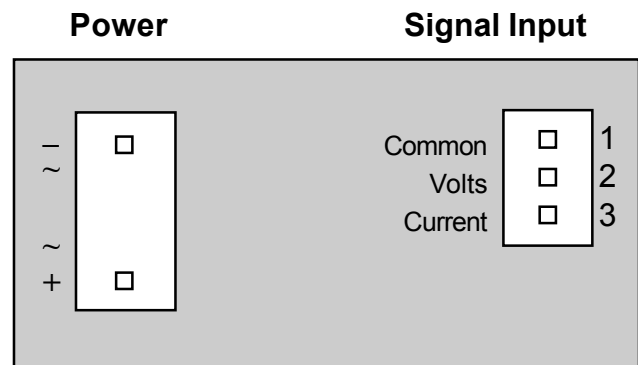 Power
Signal Input
−
~
~
+
Common 1
Volts 2
Current 3